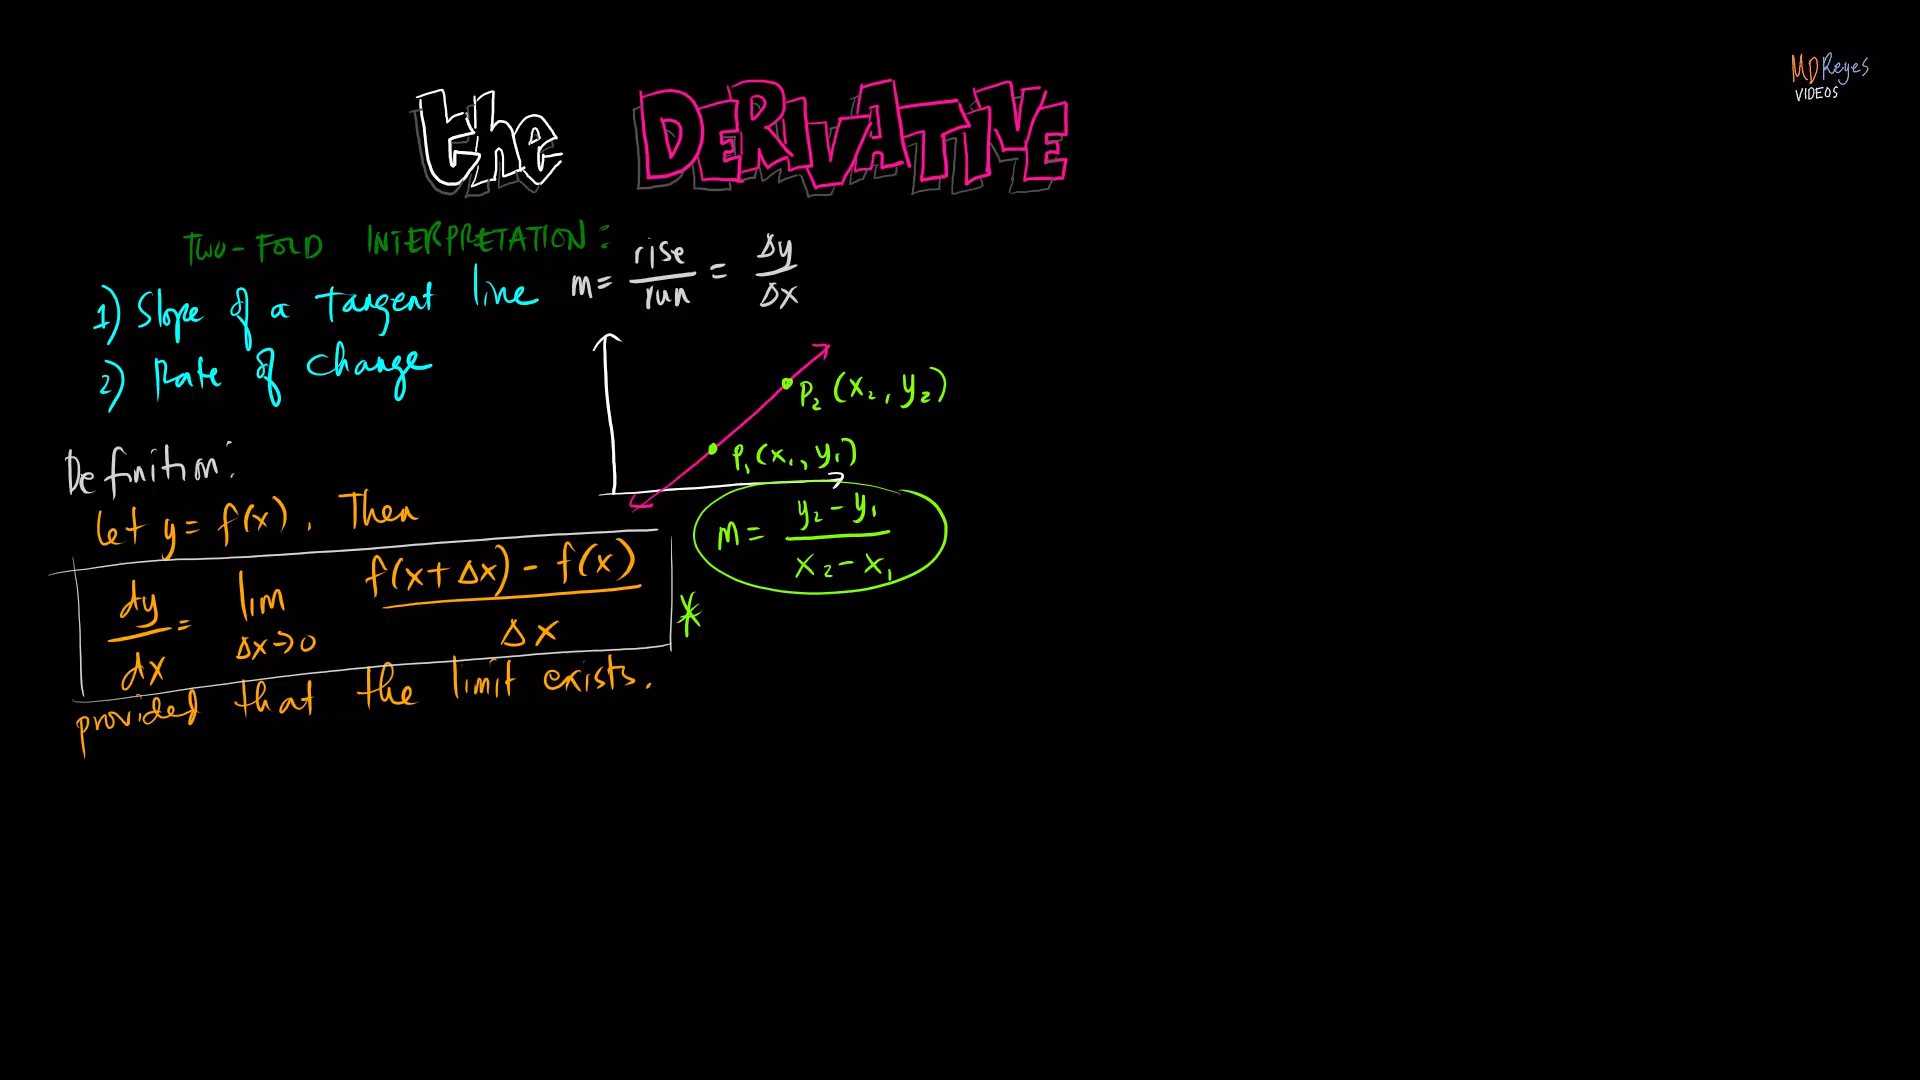 MDReyes
VIDEOS
the DERIVATIVE
TWO-FOLD INTERPRETATION:
1) Slope of a tangent line
2) Rate of change
m = rise/run = Δy/Δx
P₂ (x₂, y₂)
P₁ (x₁, y₁)
m = (y₂ - y₁)/(x₂ - x₁)
Definition:
Let y = f(x). Then
dy/dx = lim Δx→0 (f(x+Δx) - f(x))/Δx *
provided that the limit exists.